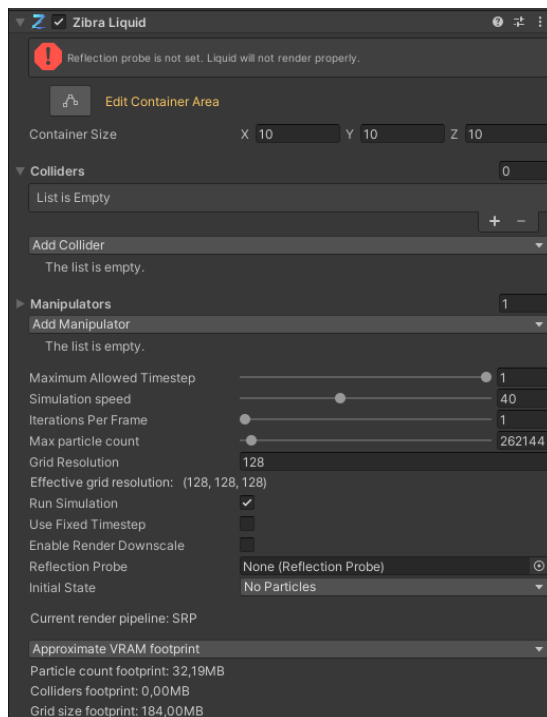 Zibra Liquid
Reflection probe is not set. Liquid will not render properly.
Edit Container Area
Container Size X 10 Y 10 Z 10
Colliders 0
List is Empty
+ −
Add Collider
The list is empty.
Manipulators 1
Add Manipulator
The list is empty.
Maximum Allowed Timestep 1
Simulation speed 40
Iterations Per Frame 1
Max particle count 262144
Grid Resolution 128
Effective grid resolution: (128, 128, 128)
Run Simulation
Use Fixed Timestep
Enable Render Downscale
Reflection Probe None (Reflection Probe)
Initial State No Particles
Current render pipeline: SRP
Approximate VRAM footprint
Particle count footprint: 32,19MB
Colliders footprint: 0,00MB
Grid size footprint: 184,00MB